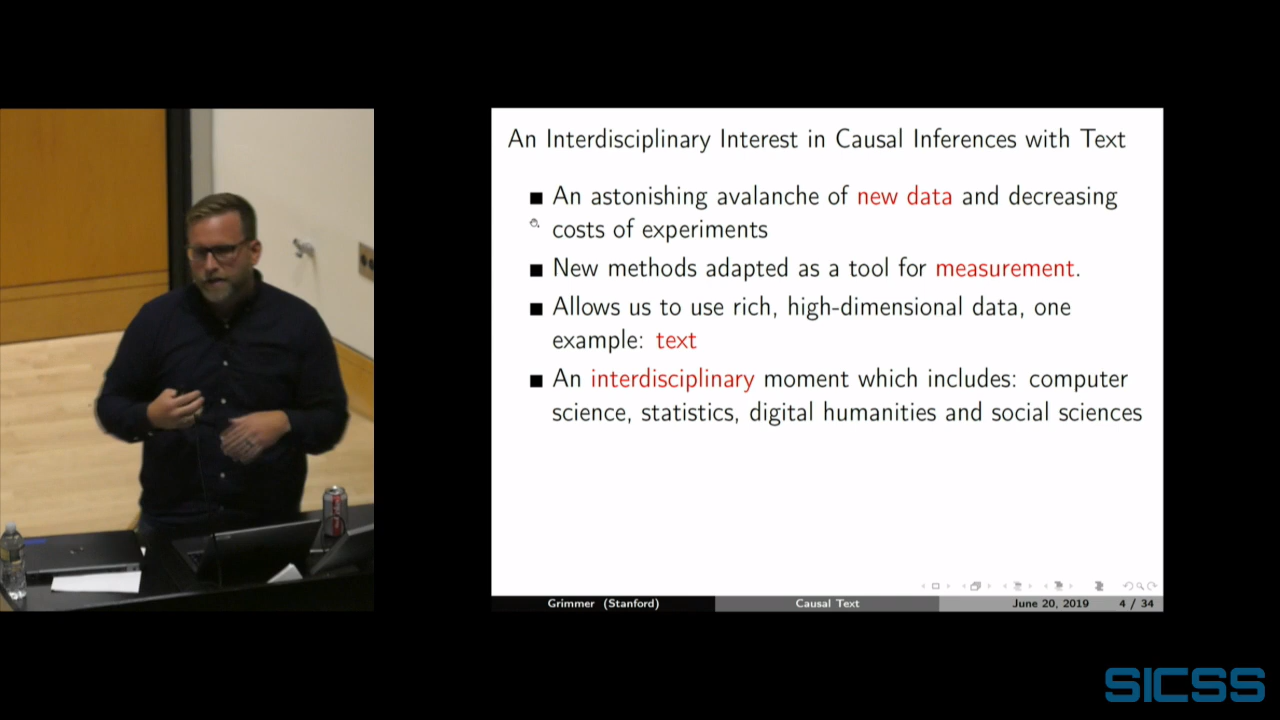 An Interdisciplinary Interest in Causal Inferences with Text
An astonishing avalanche of new data and decreasing
costs of experiments
New methods adapted as a tool for measurement.
Allows us to use rich, high-dimensional data, one
example: text
An interdisciplinary moment which includes: computer
science, statistics, digital humanities and social sciences
Grimmer (Stanford) Causal Text June 20, 2019 4 / 34
SICSS